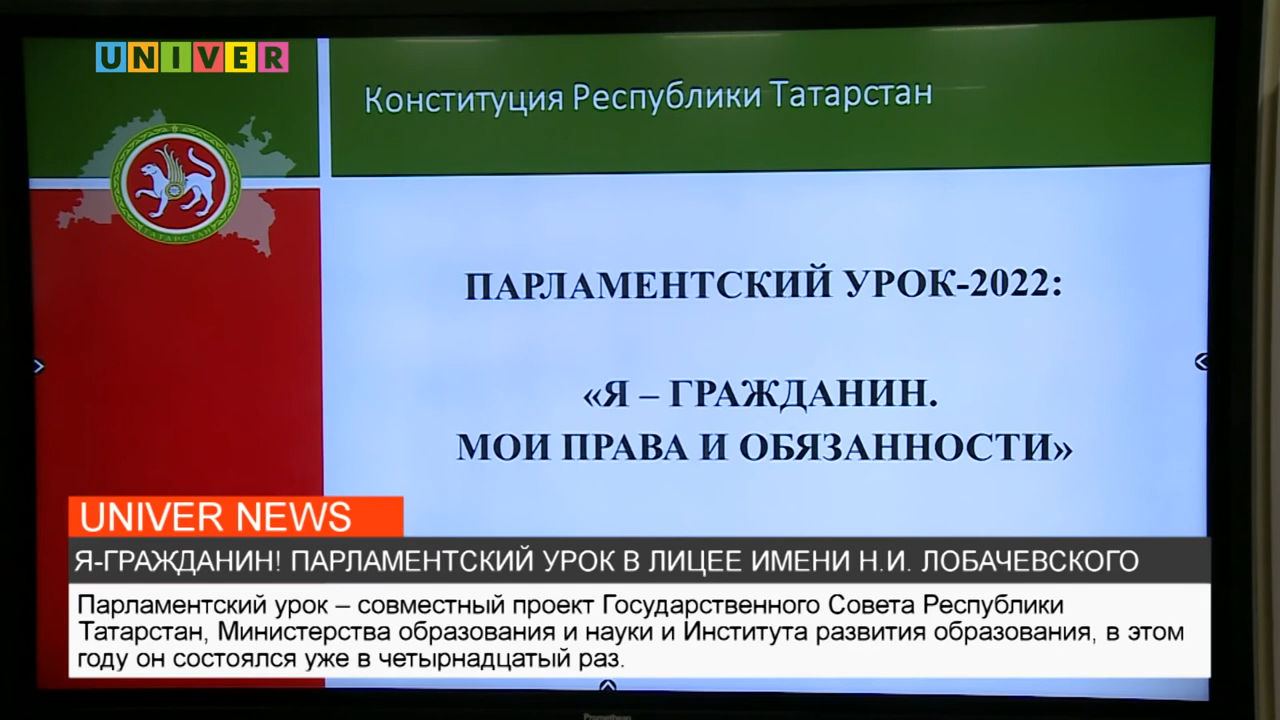 UNIVER
Конституция Республики Татарстан
ТАТАРСТАН
ПАРЛАМЕНТСКИЙ УРОК-2022:
«Я – ГРАЖДАНИН.
МОИ ПРАВА И ОБЯЗАННОСТИ»
UNIVER NEWS
Я-ГРАЖДАНИН! ПАРЛАМЕНТСКИЙ УРОК В ЛИЦЕЕ ИМЕНИ Н.И. ЛОБАЧЕВСКОГО
Парламентский урок – совместный проект Государственного Совета Республики
Татарстан, Министерства образования и науки и Института развития образования, в этом
году он состоялся уже в четырнадцатый раз.
Promethean